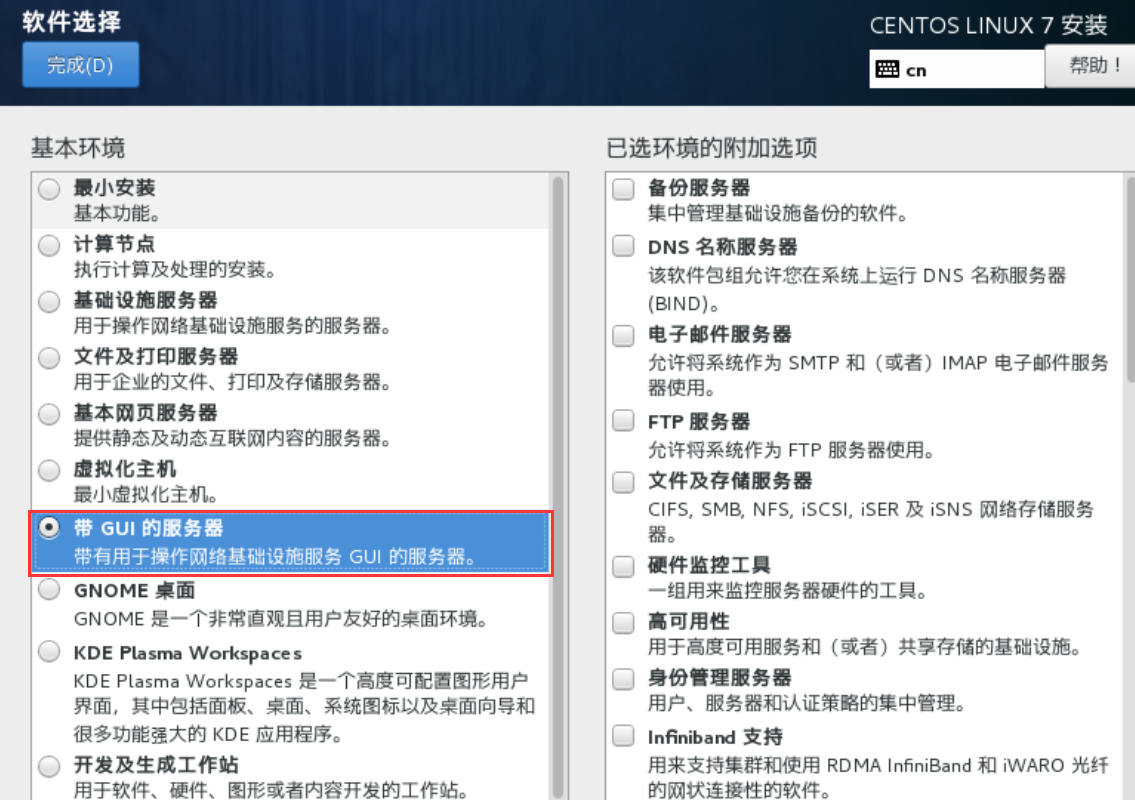 软件选择
完成(D)
CENTOS LINUX 7 安装
cn
帮助！
基本环境
最小安装
基本功能。
计算节点
执行计算及处理的安装。
基础设施服务器
用于操作网络基础设施服务的服务器。
文件及打印服务器
用于企业的文件、打印及存储服务器。
基本网页服务器
提供静态及动态互联网内容的服务器。
虚拟化主机
最小虚拟化主机。
带 GUI 的服务器
带有用于操作网络基础设施服务 GUI 的服务器。
GNOME 桌面
GNOME 是一个非常直观且用户友好的桌面环境。
KDE Plasma Workspaces
KDE Plasma Workspaces 是一个高度可配置图形用户
界面，其中包括面板、桌面、系统图标以及桌面向导和
很多功能强大的 KDE 应用程序。
开发及生成工作站
用于软件、硬件、图形或者内容开发的工作站。
已选环境的附加选项
备份服务器
集中管理基础设施备份的软件。
DNS 名称服务器
该软件包组允许您在系统上运行 DNS 名称服务器
(BIND)。
电子邮件服务器
允许将系统作为 SMTP 和（或者）IMAP 电子邮件服务
器使用。
FTP 服务器
允许将系统作为 FTP 服务器使用。
文件及存储服务器
CIFS, SMB, NFS, iSCSI, iSER 及 iSNS 网络存储服务
器。
硬件监控工具
一组用来监控服务器硬件的工具。
高可用性
用于高度可用服务和（或者）共享存储的基础设施。
身份管理服务器
用户、服务器和认证策略的集中管理。
Infiniband 支持
用来支持集群和使用 RDMA InfiniBand 和 iWARO 光纤
的网状连接性的软件。